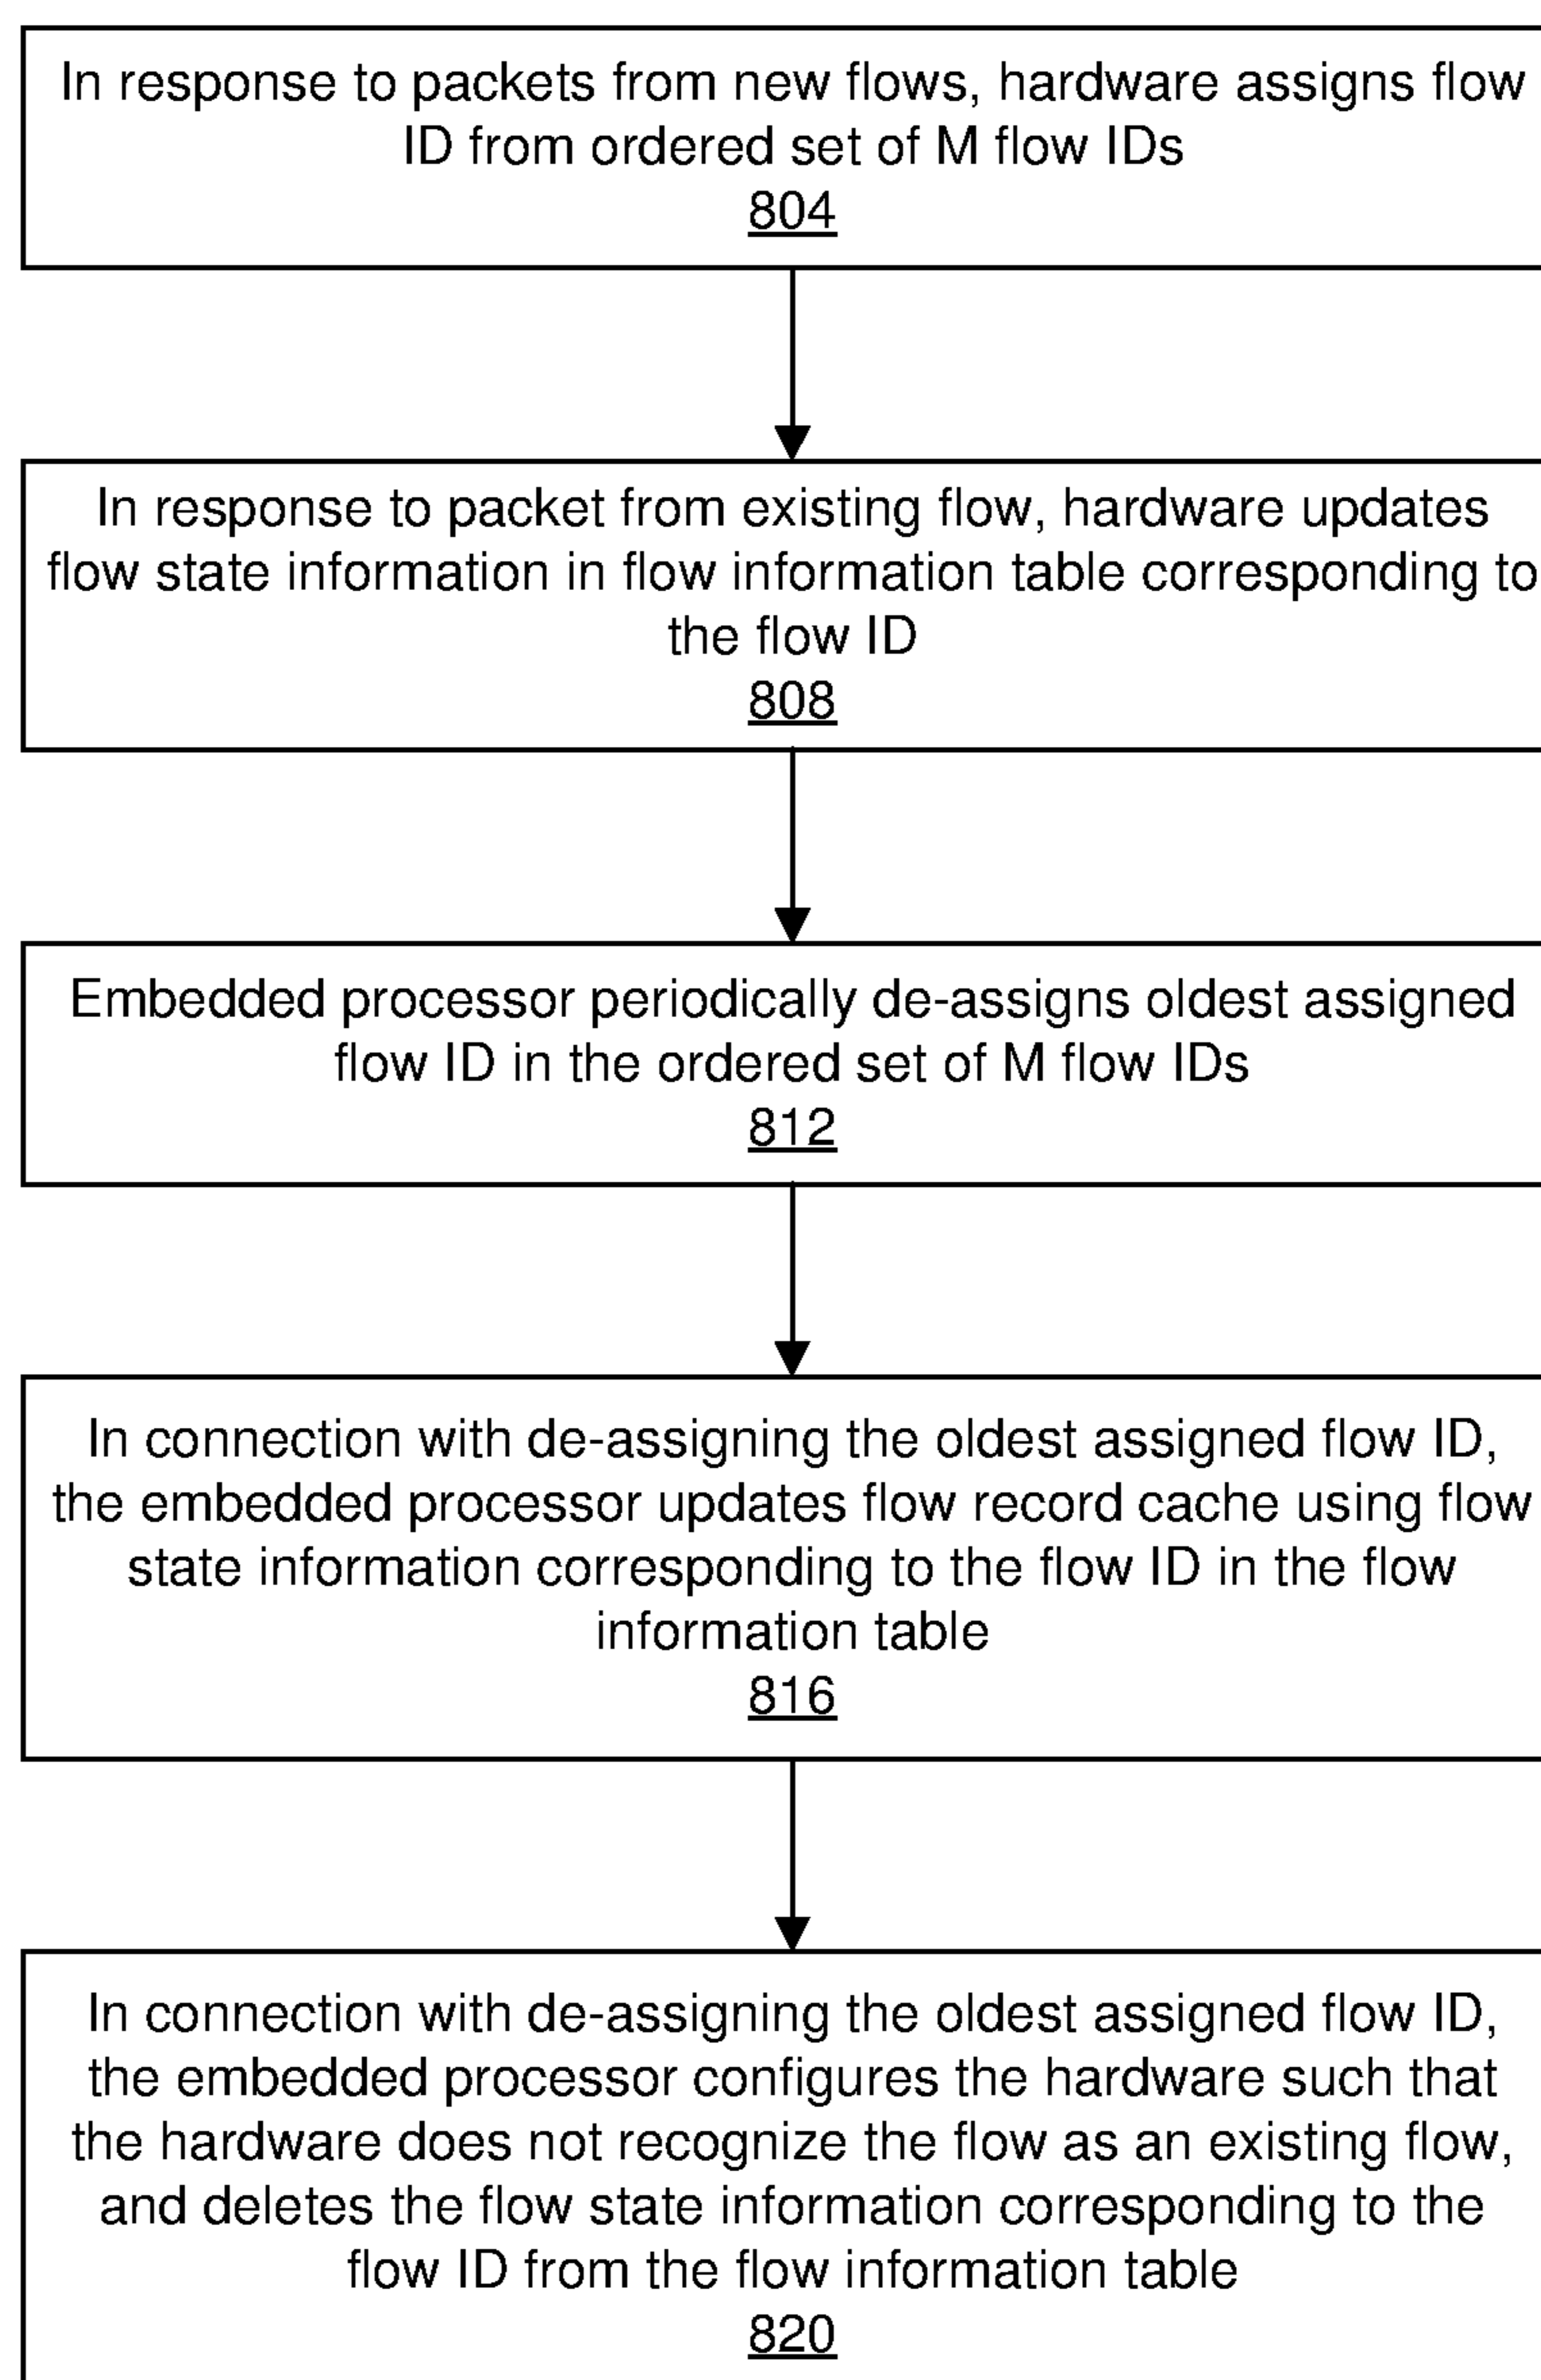 In response to packets from new flows, hardware assigns flow
ID from ordered set of M flow IDs
804
In response to packet from existing flow, hardware updates
flow state information in flow information table corresponding to
the flow ID
808
Embedded processor periodically de-assigns oldest assigned
flow ID in the ordered set of M flow IDs
812
In connection with de-assigning the oldest assigned flow ID,
the embedded processor updates flow record cache using flow
state information corresponding to the flow ID in the flow
information table
816
In connection with de-assigning the oldest assigned flow ID,
the embedded processor configures the hardware such that
the hardware does not recognize the flow as an existing flow,
and deletes the flow state information corresponding to the
flow ID from the flow information table
820